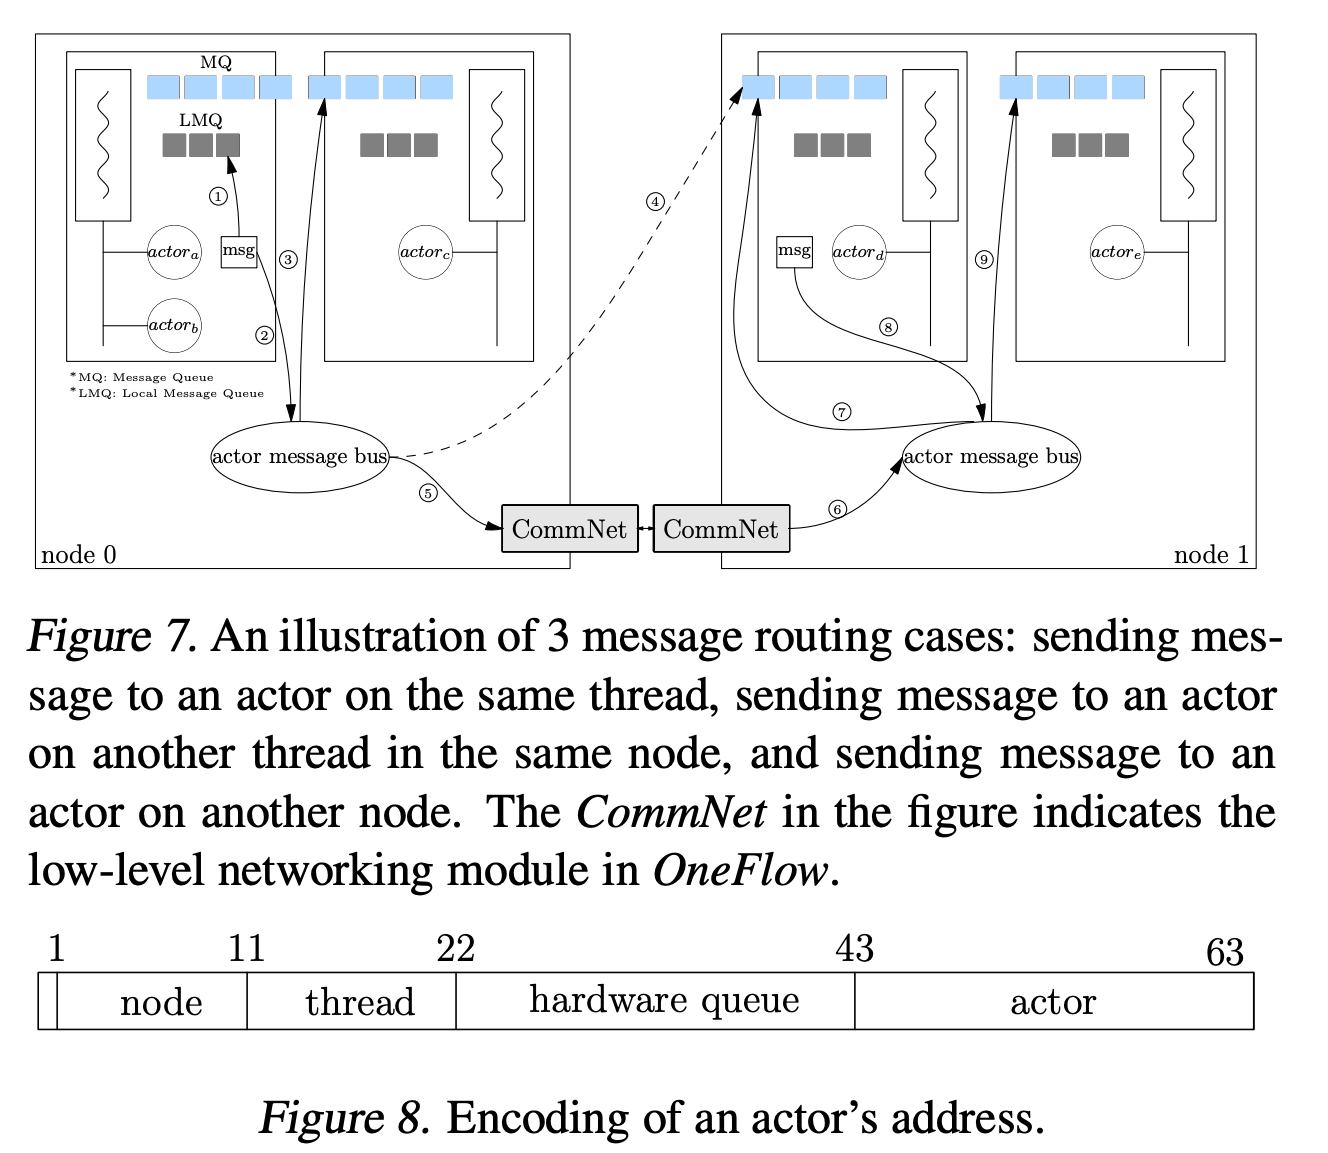 MQ
LMQ
①
msg
③
actor_a
actor_c
②
actor_b
*MQ: Message Queue
*LMQ: Local Message Queue
actor message bus
⑤
④
CommNet
node 0
msg
actor_d
⑨
actor_e
⑧
⑦
actor message bus
⑥
CommNet
node 1
Figure 7. An illustration of 3 message routing cases: sending mes-
sage to an actor on the same thread, sending message to an actor
on another thread in the same node, and sending message to an
actor on another node. The CommNet in the figure indicates the
low-level networking module in OneFlow.
1 11 22 43 63
node thread hardware queue actor
Figure 8. Encoding of an actor's address.